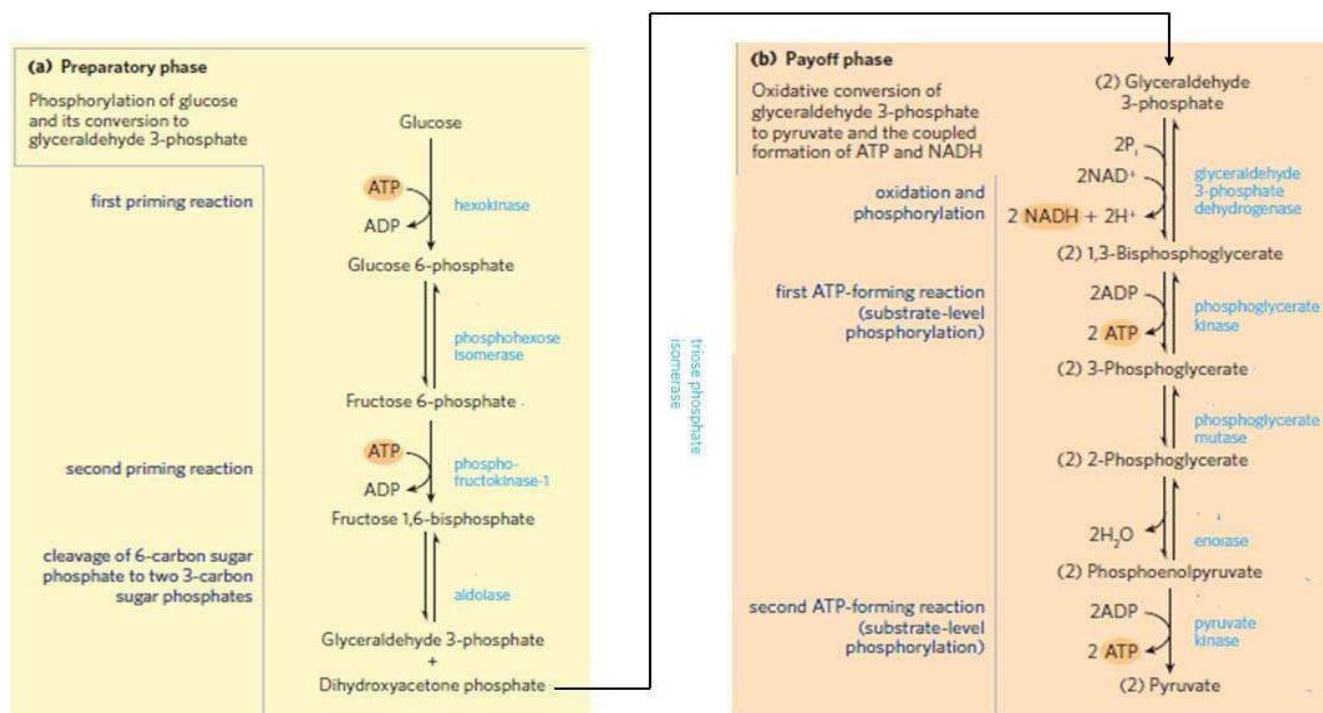 (a) Preparatory phase
Phosphorylation of glucose
and its conversion to
glyceraldehyde 3-phosphate
Glucose
first priming reaction
ATP
ADP
hexokinase
Glucose 6-phosphate
phosphohexose
isomerase
Fructose 6-phosphate
second priming reaction
ATP
ADP
phospho-
fructokinase-1
Fructose 1,6-bisphosphate
cleavage of 6-carbon sugar
phosphate to two 3-carbon
sugar phosphates
aldolase
Glyceraldehyde 3-phosphate
+
Dihydroxyacetone phosphate
triose phosphate
isomerase
(b) Payoff phase
Oxidative conversion of
glyceraldehyde 3-phosphate
to pyruvate and the coupled
formation of ATP and NADH
(2) Glyceraldehyde
3-phosphate
oxidation and
phosphorylation
2Pᵢ
2NAD⁺
2 NADH + 2H⁺
glyceraldehyde
3-phosphate
dehydrogenase
(2) 1,3-Bisphosphoglycerate
first ATP-forming reaction
(substrate-level
phosphorylation)
2ADP
2 ATP
phosphoglycerate
kinase
(2) 3-Phosphoglycerate
phosphoglycerate
mutase
(2) 2-Phosphoglycerate
2H₂O
enolase
(2) Phosphoenolpyruvate
second ATP-forming reaction
(substrate-level
phosphorylation)
2ADP
2 ATP
pyruvate
kinase
(2) Pyruvate